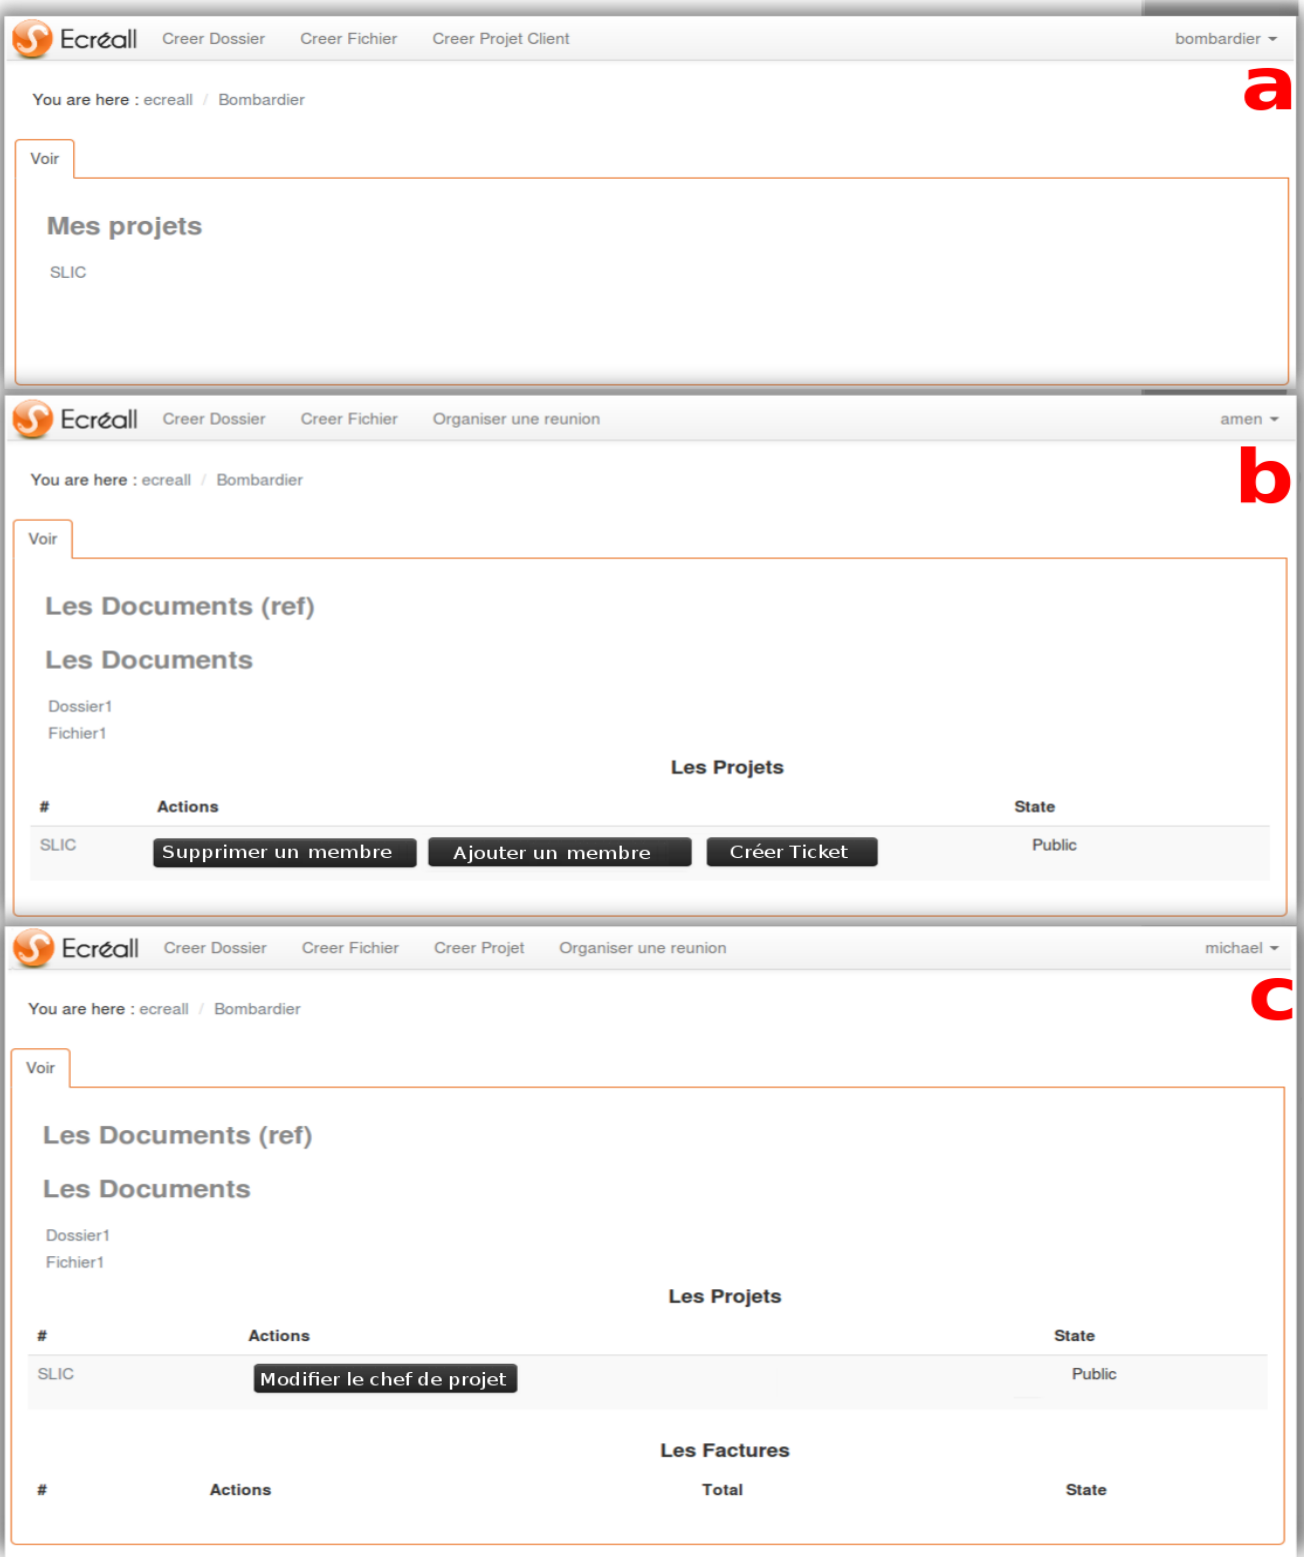 Ecréall Creer Dossier Creer Fichier Creer Projet Client bombardier
a
You are here : ecreall / Bombardier
Voir
Mes projets
SLIC
Ecréall Creer Dossier Creer Fichier Organiser une reunion amen
b
You are here : ecreall / Bombardier
Voir
Les Documents (ref)
Les Documents
Dossier1
Fichier1
Les Projets
# Actions State
SLIC Supprimer un membre Ajouter un membre Créer Ticket Public
Ecréall Creer Dossier Creer Fichier Creer Projet Organiser une reunion michael
c
You are here : ecreall / Bombardier
Voir
Les Documents (ref)
Les Documents
Dossier1
Fichier1
Les Projets
# Actions State
SLIC Modifier le chef de projet Public
Les Factures
# Actions Total State